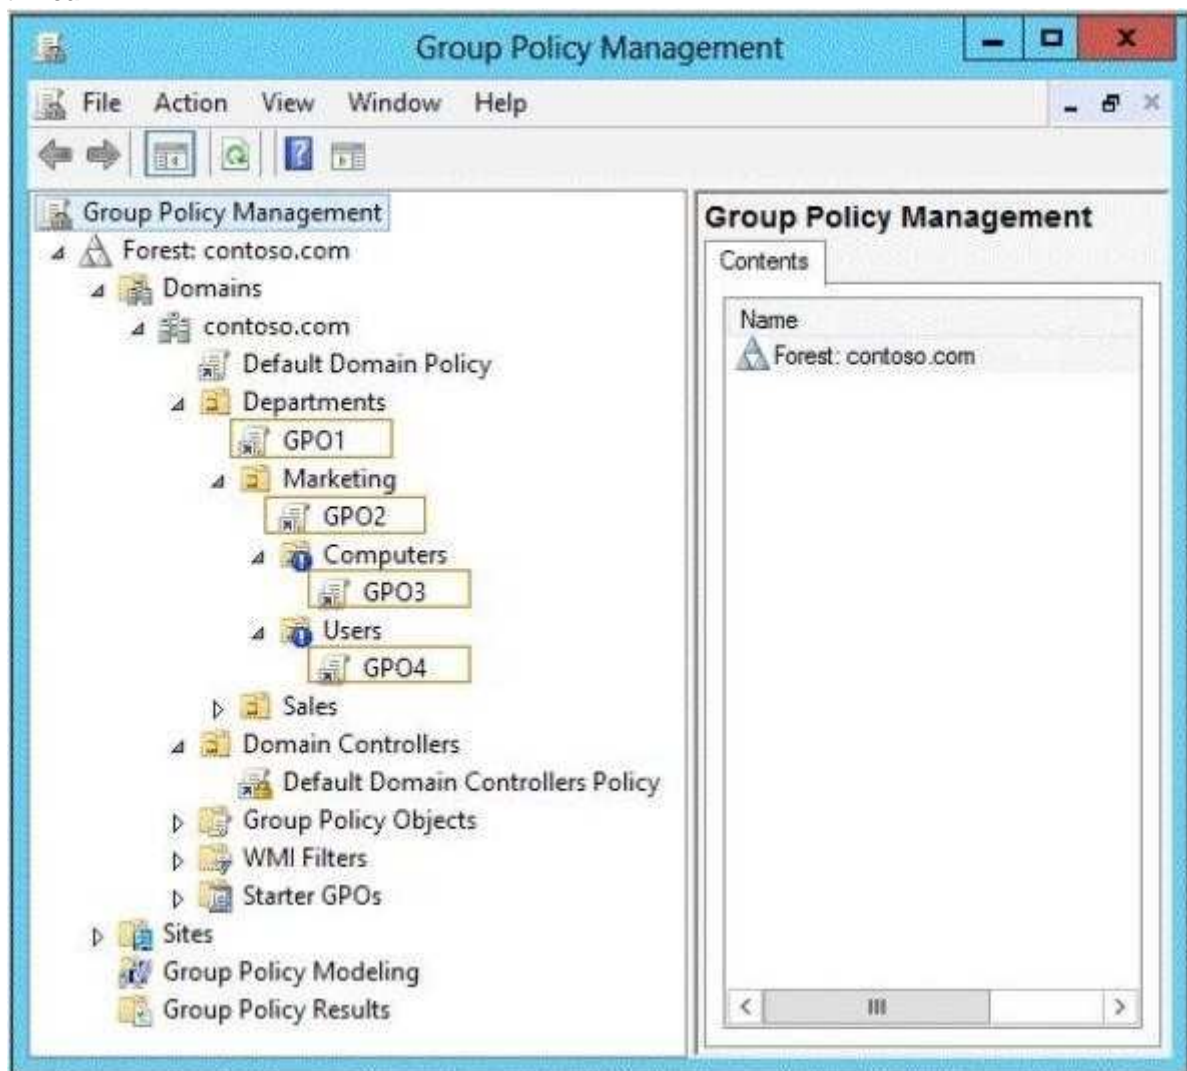 Group Policy Management
File Action View Window Help
Group Policy Management
Forest: contoso.com
Domains
contoso.com
Default Domain Policy
Departments
GPO1
Marketing
GPO2
Computers
GPO3
Users
GPO4
Sales
Domain Controllers
Default Domain Controllers Policy
Group Policy Objects
WMI Filters
Starter GPOs
Sites
Group Policy Modeling
Group Policy Results
Group Policy Management
Contents
Name
Forest: contoso.com